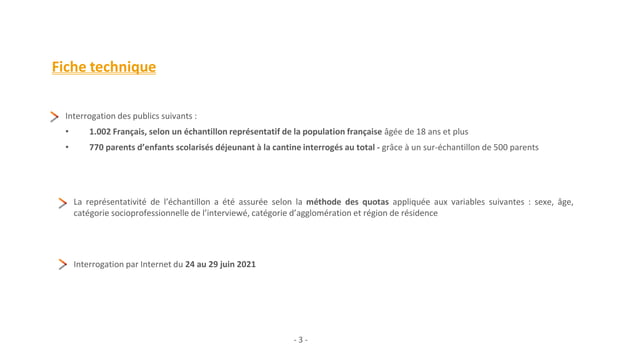 Fiche technique
Interrogation des publics suivants :
• 1.002 Français, selon un échantillon représentatif de la population française âgée de 18 ans et plus
• 770 parents d’enfants scolarisés déjeunant à la cantine interrogés au total - grâce à un sur-échantillon de 500 parents
La représentativité de l’échantillon a été assurée selon la méthode des quotas appliquée aux variables suivantes : sexe, âge,
catégorie socioprofessionnelle de l’interviewé, catégorie d’agglomération et région de résidence
Interrogation par Internet du 24 au 29 juin 2021
- 3 -